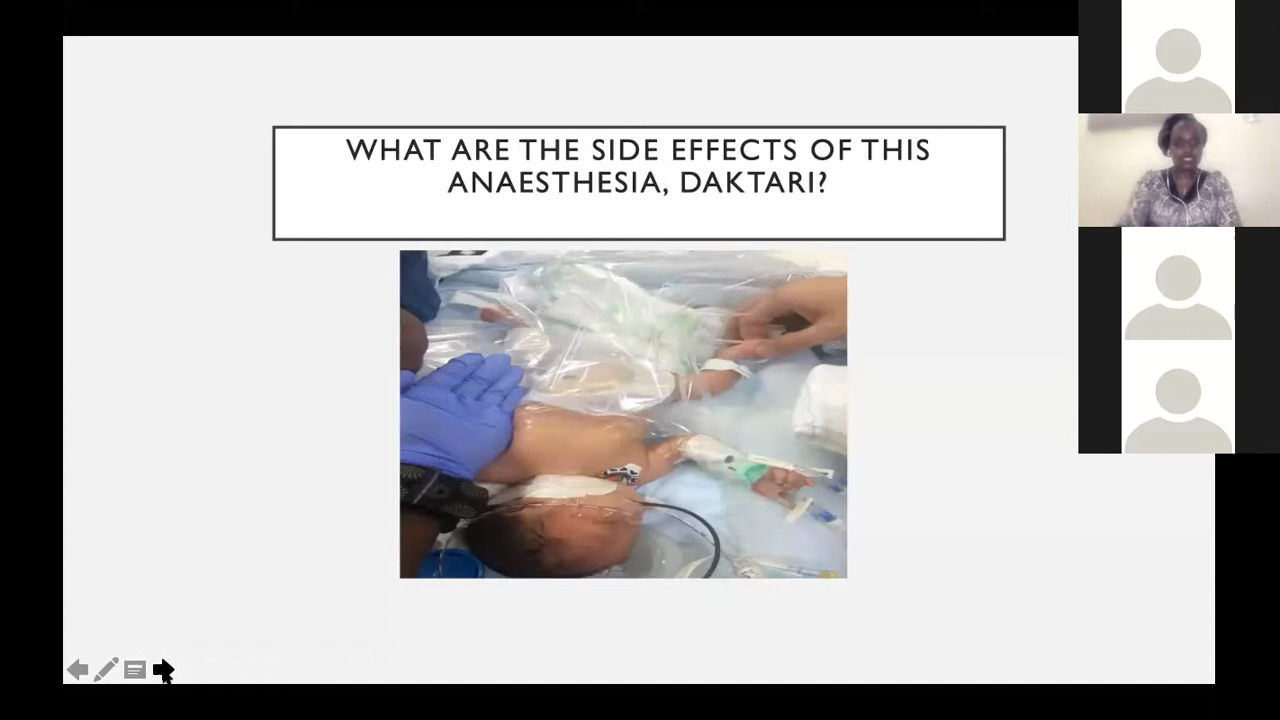 WHAT ARE THE SIDE EFFECTS OF THIS
ANAESTHESIA, DAKTARI?